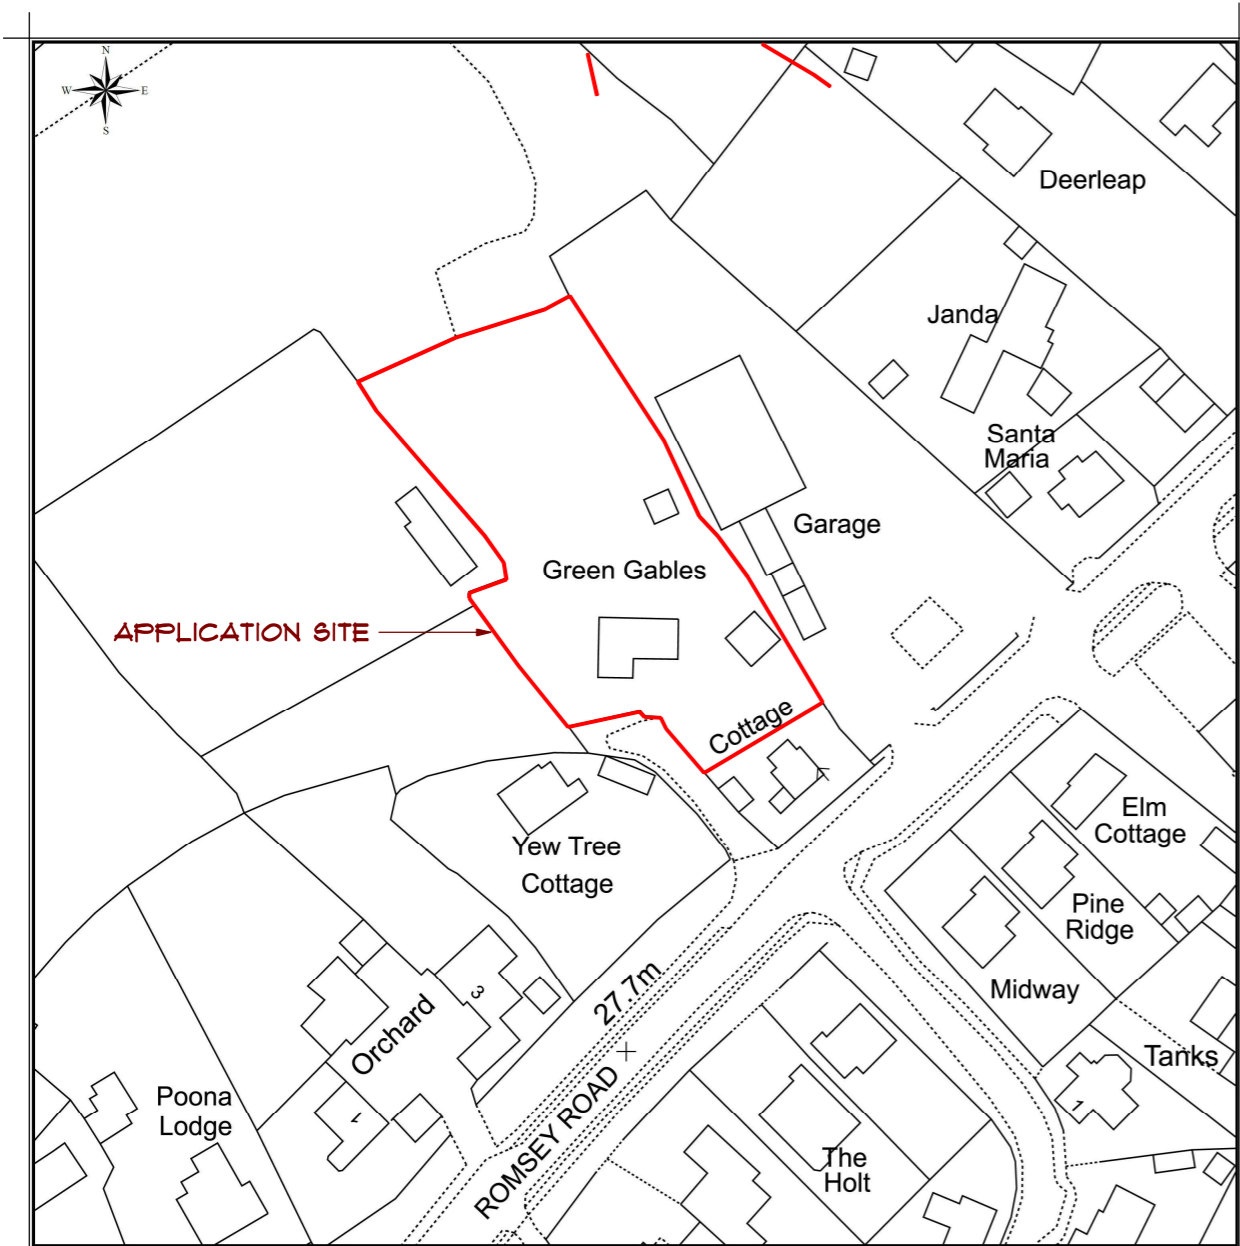 N
W E
S
Deerleap
Janda
Santa
Maria
Garage
Green Gables
APPLICATION SITE
Cottage
Elm
Cottage
Yew Tree
Cottage
Pine
Ridge
Midway
27.7m
3
Orchard
Tanks
Poona
Lodge
1
1
ROMSEY ROAD
The
Holt